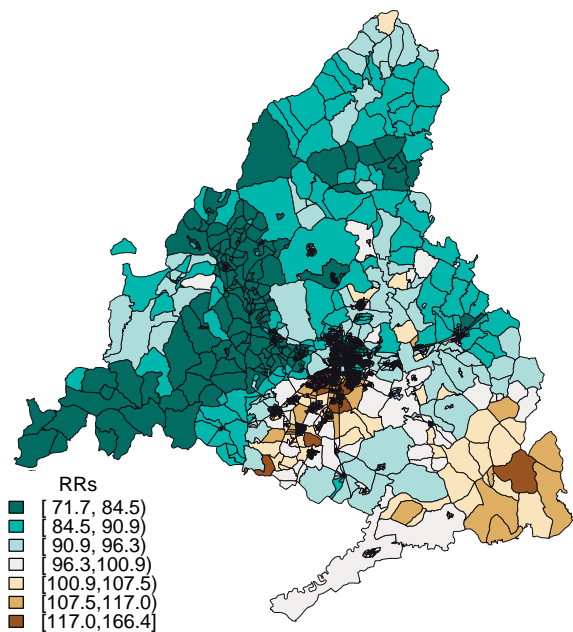 RRs
[ 71.7, 84.5)
[ 84.5, 90.9)
[ 90.9, 96.3)
[ 96.3,100.9)
[100.9,107.5)
[107.5,117.0)
[117.0,166.4]